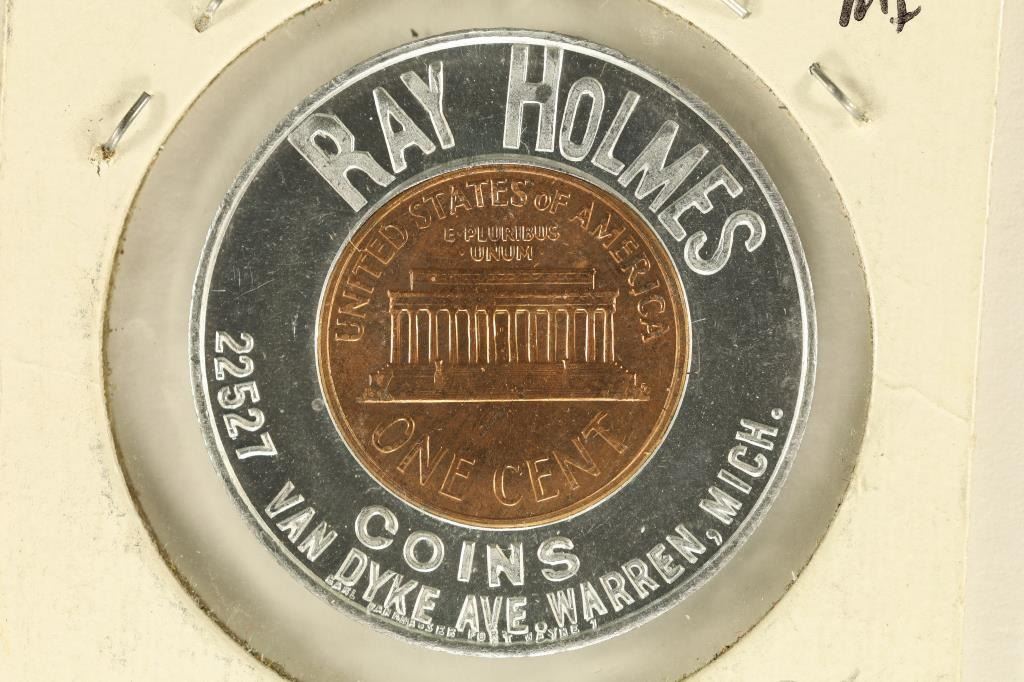 RAY HOLMES
UNITED STATES OF AMERICA
E·PLURIBUS
·UNUM
ONE CENT
COINS
22527 VAN DYKE AVE. WARREN, MICH.